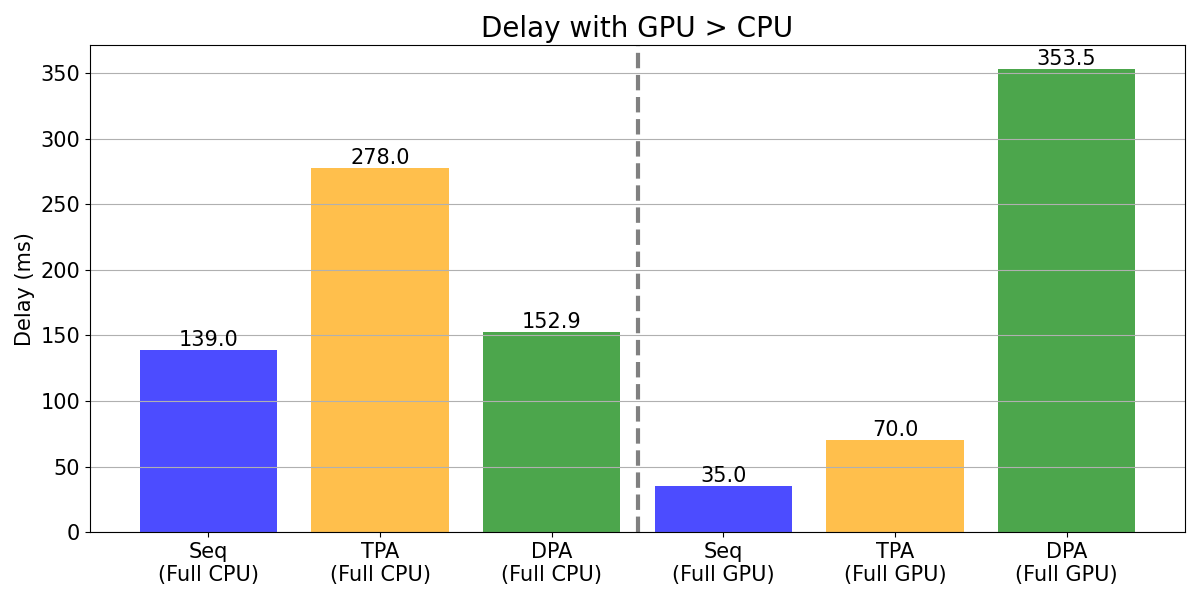 Delay with GPU > CPU
Delay (ms)
350
300
250
200
150
100
50
0
139.0
278.0
152.9
35.0
70.0
353.5
Seq
(Full CPU)
TPA
(Full CPU)
DPA
(Full CPU)
Seq
(Full GPU)
TPA
(Full GPU)
DPA
(Full GPU)